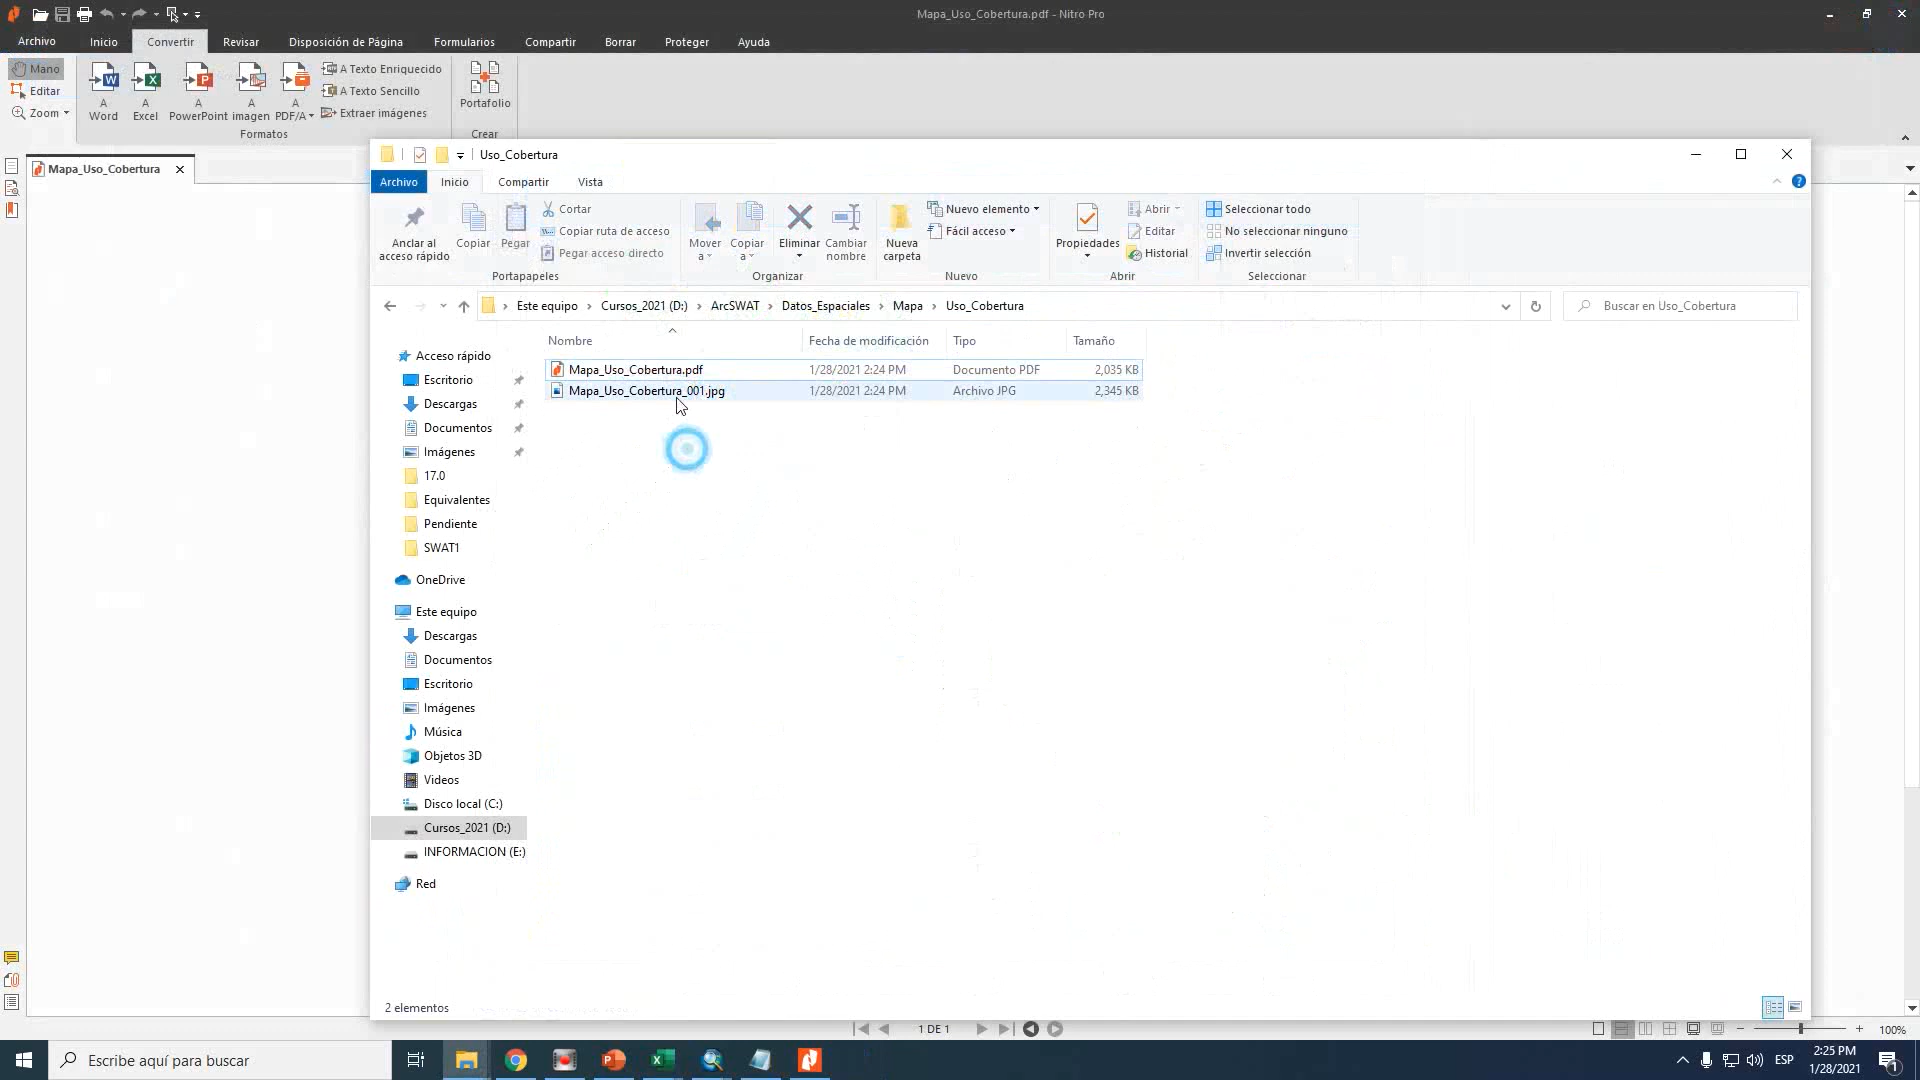 Mapa_Uso_Cobertura.pdf - Nitro Pro
Archivo Inicio Convertir Revisar Disposición de Página Formularios Compartir Borrar Proteger Ayuda
Mano
Editar
Zoom
A Word
A Excel
A PowerPoint
A imagen
A PDF/A
A Texto Enriquecido
A Texto Sencillo
Extraer imágenes
Formatos
Portafolio
Crear
Mapa_Uso_Cobertura
Uso_Cobertura
Archivo Inicio Compartir Vista
Anclar al acceso rápido
Copiar
Pegar
Cortar
Copiar ruta de acceso
Pegar acceso directo
Portapapeles
Mover a
Copiar a
Eliminar
Cambiar nombre
Organizar
Nueva carpeta
Nuevo elemento
Fácil acceso
Nuevo
Propiedades
Abrir
Editar
Historial
Abrir
Seleccionar todo
No seleccionar ninguno
Invertir selección
Seleccionar
Este equipo > Cursos_2021 (D:) > ArcSWAT > Datos_Espaciales > Mapa > Uso_Cobertura
Buscar en Uso_Cobertura
Nombre Fecha de modificación Tipo Tamaño
Mapa_Uso_Cobertura.pdf 1/28/2021 2:24 PM Documento PDF 2,035 KB
Mapa_Uso_Cobertura_001.jpg 1/28/2021 2:24 PM Archivo JPG 2,345 KB
Acceso rápido
Escritorio
Descargas
Documentos
Imágenes
17.0
Equivalentes
Pendiente
SWAT1
OneDrive
Este equipo
Descargas
Documentos
Escritorio
Imágenes
Música
Objetos 3D
Videos
Disco local (C:)
Cursos_2021 (D:)
INFORMACION (E:)
Red
2 elementos
1 DE 1
100%
Escribe aquí para buscar
ESP
2:25 PM
1/28/2021
1